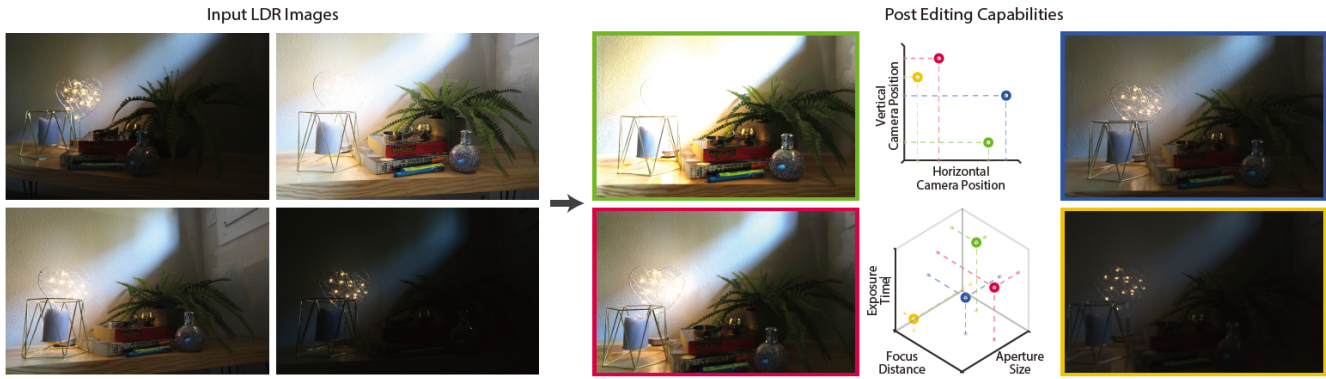 Input LDR Images
Post Editing Capabilities
Vertical
Camera Position
Horizontal
Camera Position
Exposure
Time
Focus
Distance
Aperture
Size